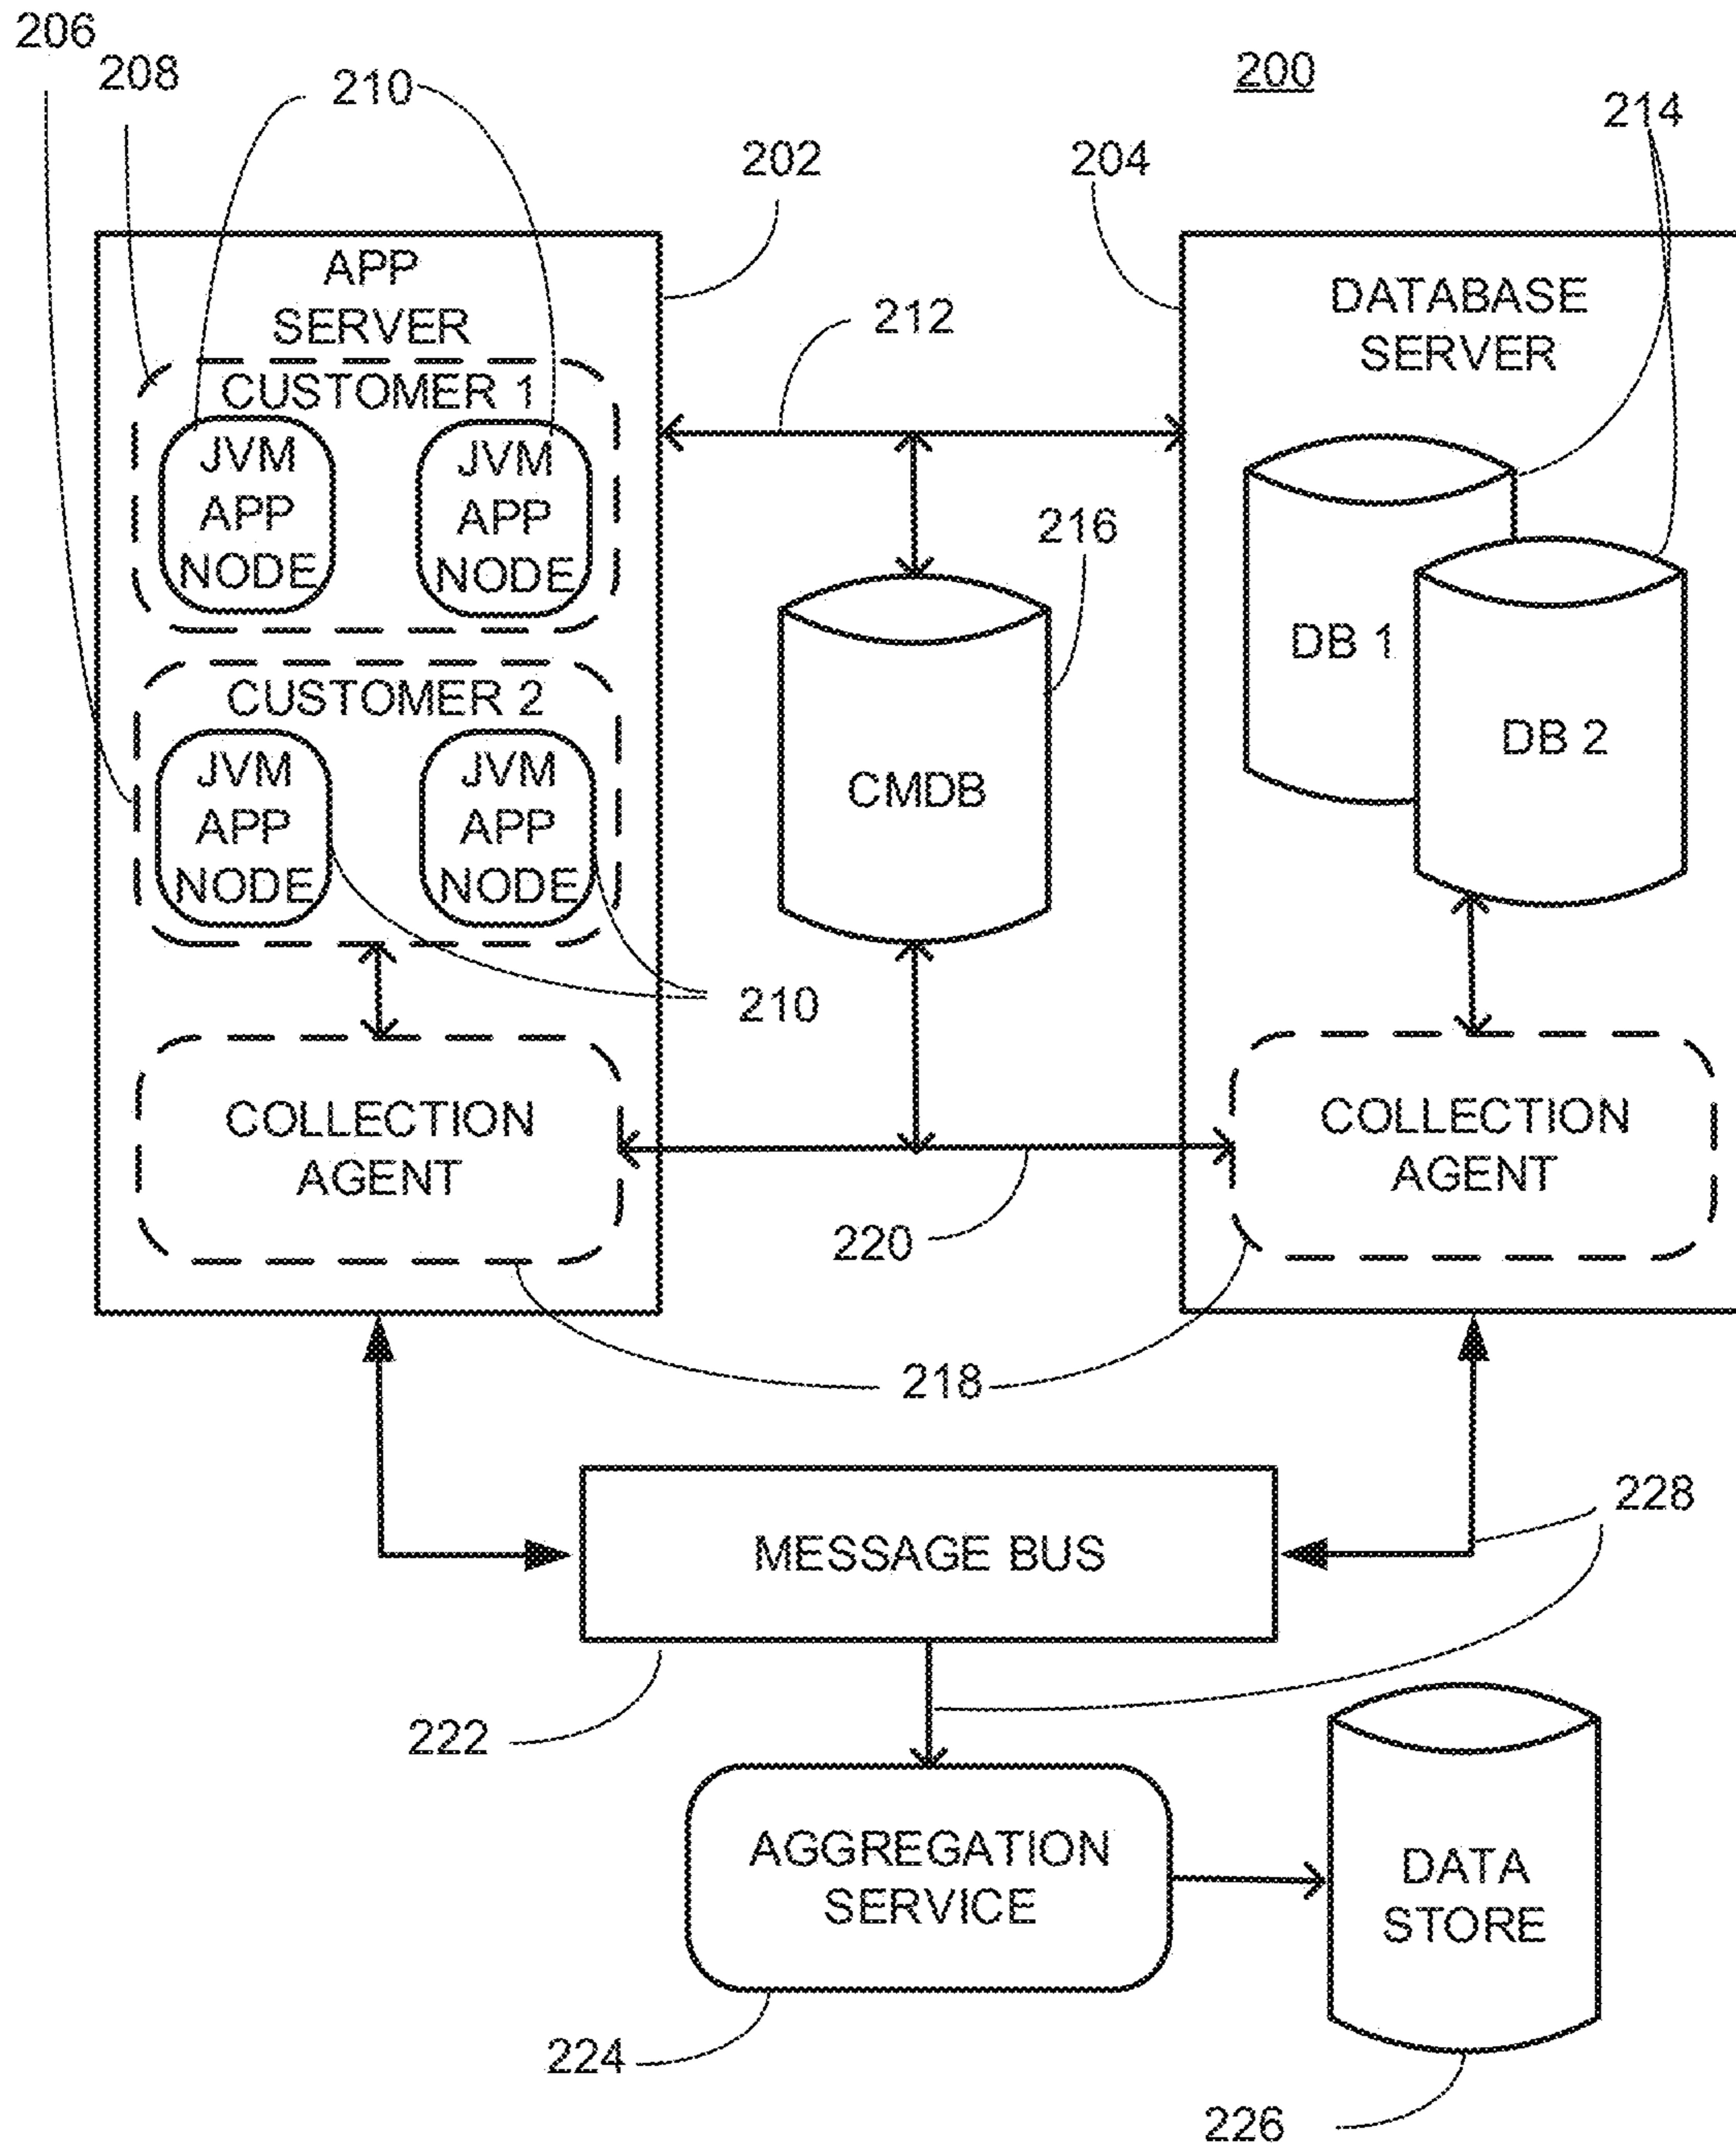 206
208
210
200
214
202
204
APP
SERVER
DATABASE
SERVER
212
CUSTOMER 1
JVM
APP
NODE
JVM
APP
NODE
216
DB 1
CUSTOMER 2
DB 2
JVM
APP
NODE
JVM
APP
NODE
CMDB
210
COLLECTION
AGENT
COLLECTION
AGENT
220
218
228
MESSAGE BUS
222
AGGREGATION
SERVICE
DATA
STORE
224
226